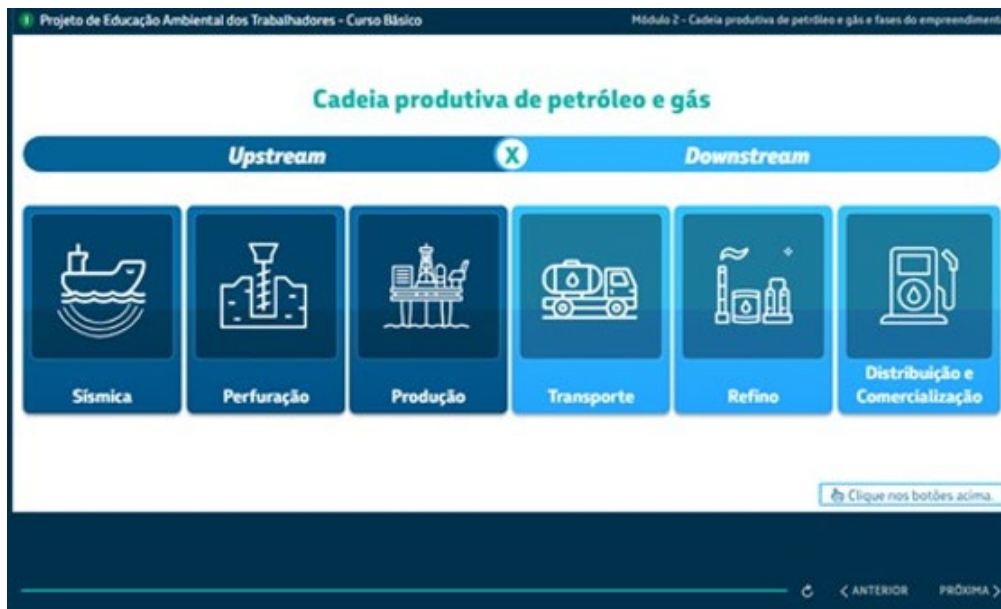 Projeto de Educação Ambiental dos Trabalhadores - Curso Básico
Módulo 2 - Cadeia produtiva de petróleo e gás e fases do empreendimento
Cadeia produtiva de petróleo e gás
Upstream X Downstream
Sísmica
Perfuração
Produção
Transporte
Refino
Distribuição e
Comercialização
Clique nos botões acima.
< ANTERIOR
PRÓXIMA >